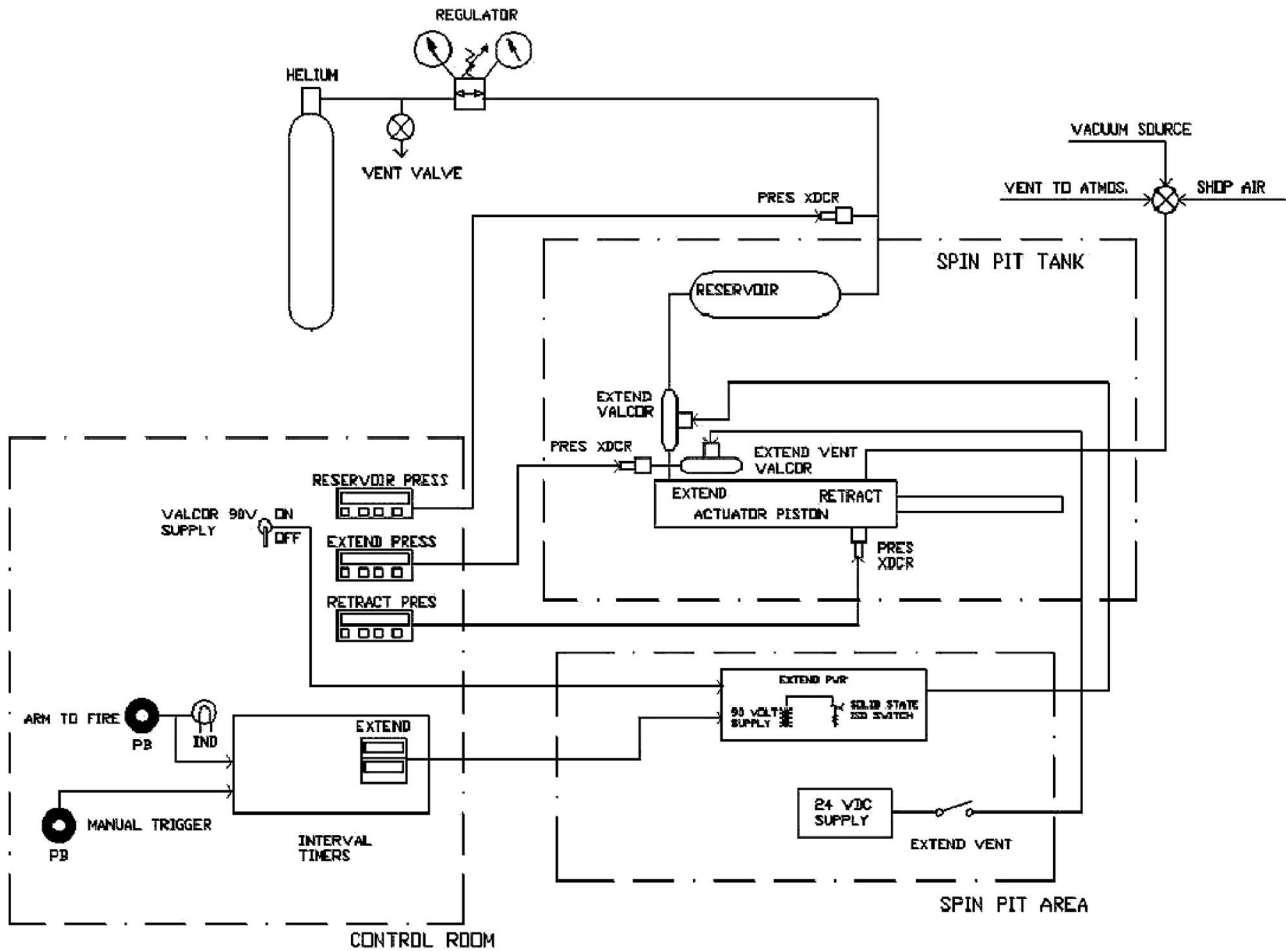 REGULATOR
HELIUM
VENT VALVE
VACUUM SOURCE
VENT TO ATMOS.
SHOP AIR
PRES XDCR
SPIN PIT TANK
RESERVOIR
EXTEND
VALCOR
PRES XDCR
EXTEND VENT
VALCOR
EXTEND
RETRACT
ACTUATOR PISTON
PRES
XDCR
RESERVOIR PRESS
VALCOR 90V
SUPPLY
ON
OFF
EXTEND PRESS
RETRACT PRES
EXTEND PWR
90 VOLT
SUPPLY
SOLID STATE
ISO SWITCH
ARM TO FIRE
PB
IND
EXTEND
MANUAL TRIGGER
PB
INTERVAL
TIMERS
24 VDC
SUPPLY
EXTEND VENT
SPIN PIT AREA
CONTROL ROOM